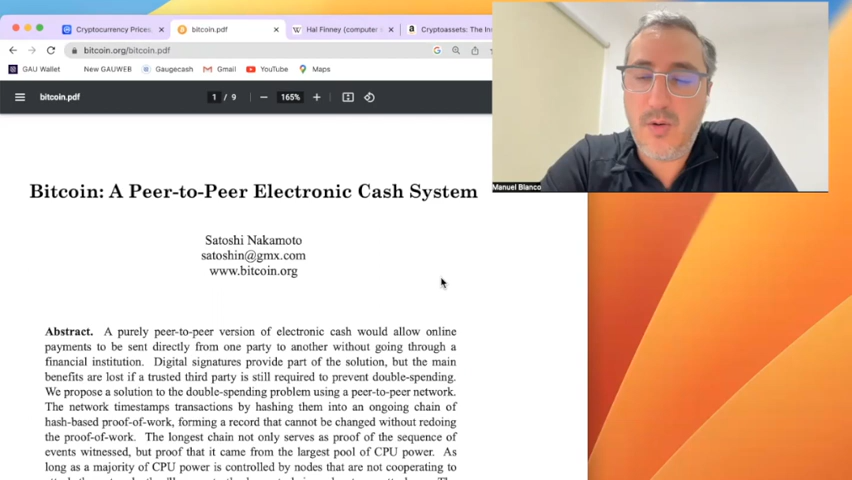 Cryptocurrency Prices,
bitcoin.pdf
Hal Finney (computer s
Cryptoassets: The In
bitcoin.org/bitcoin.pdf
GAU Wallet
New GAUWEB
Gaugecash
Gmail
YouTube
Maps
bitcoin.pdf
1 / 9
165%
Manuel Blanco
Bitcoin: A Peer-to-Peer Electronic Cash System
Satoshi Nakamoto
satoshin@gmx.com
www.bitcoin.org
Abstract. A purely peer-to-peer version of electronic cash would allow online
payments to be sent directly from one party to another without going through a
financial institution. Digital signatures provide part of the solution, but the main
benefits are lost if a trusted third party is still required to prevent double-spending.
We propose a solution to the double-spending problem using a peer-to-peer network.
The network timestamps transactions by hashing them into an ongoing chain of
hash-based proof-of-work, forming a record that cannot be changed without redoing
the proof-of-work. The longest chain not only serves as proof of the sequence of
events witnessed, but proof that it came from the largest pool of CPU power. As
long as a majority of CPU power is controlled by nodes that are not cooperating to